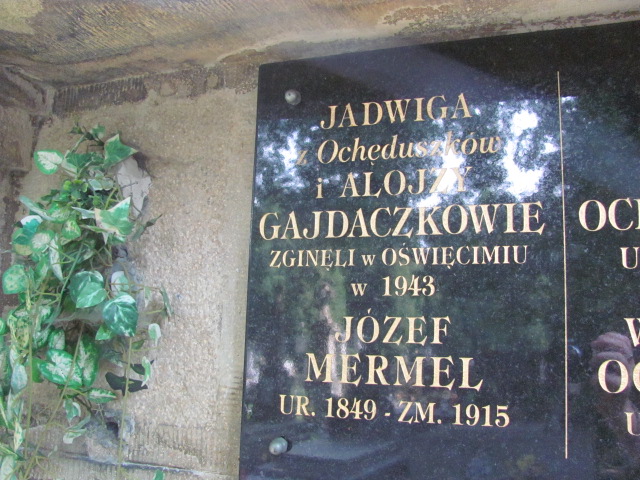 JADWIGA
z Ochęduszków
i ALOJZY
GAJDACZKOWIE
ZGINĘLI w OŚWIĘCIMIU
w 1943
JÓZEF
MERMEL
UR. 1849 - ZM. 1915